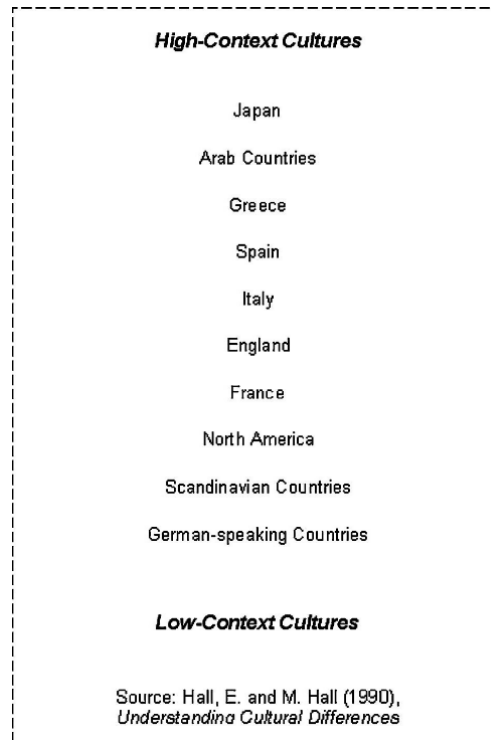 High-Context Cultures
Japan
Arab Countries
Greece
Spain
Italy
England
France
North America
Scandinavian Countries
German-speaking Countries
Low-Context Cultures
Source: Hall, E. and M. Hall (1990),
Understanding Cultural Differences